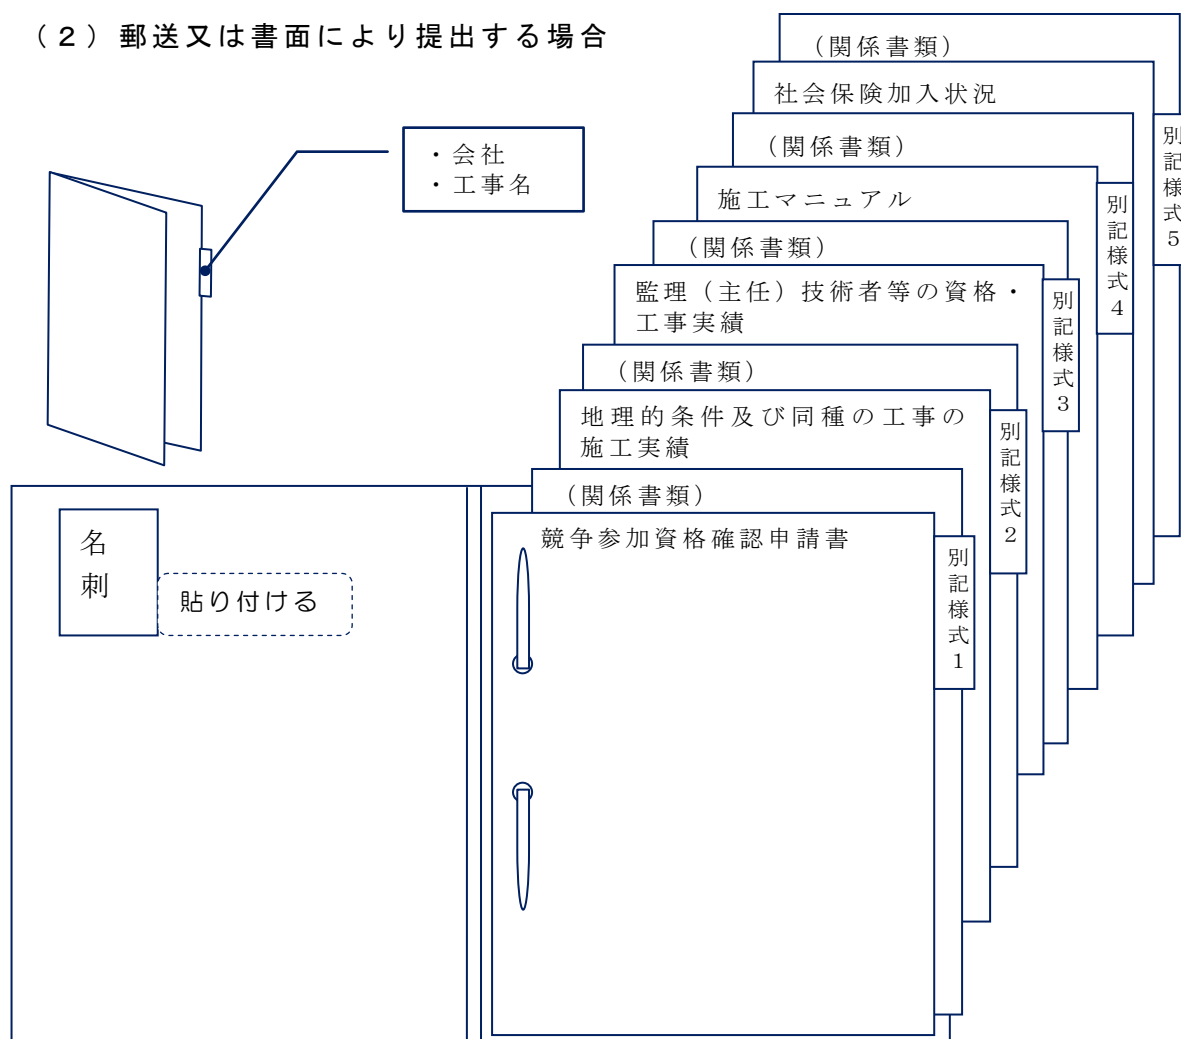 （２）郵送又は書面により提出する場合
・会社
・工事名
（関係書類）
社会保険加入状況
別記様式５
（関係書類）
施工マニュアル
別記様式４
（関係書類）
監理（主任）技術者等の資格・
工事実績
別記様式３
（関係書類）
地理的条件及び同種の工事の
施工実績
別記様式２
（関係書類）
競争参加資格確認申請書
別記様式１
名
刺
貼り付ける